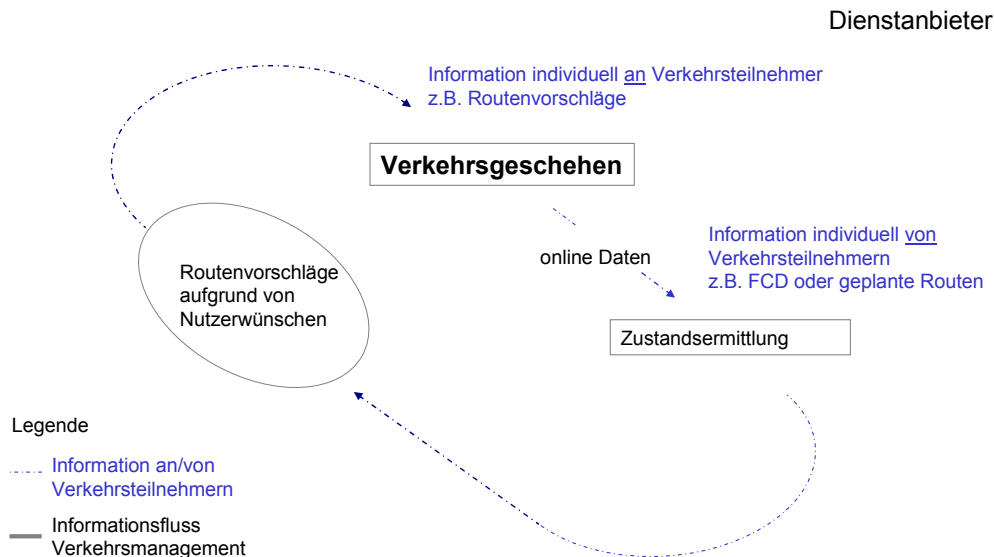 Dienstanbieter
Information individuell an Verkehrsteilnehmer
z.B. Routenvorschläge
Verkehrsgeschehen
online Daten
Information individuell von
Verkehrsteilnehmern
z.B. FCD oder geplante Routen
Routenvorschläge
aufgrund von
Nutzerwünschen
Zustandsermittlung
Legende
Information an/von
Verkehrsteilnehmern
Informationsfluss
Verkehrsmanagement